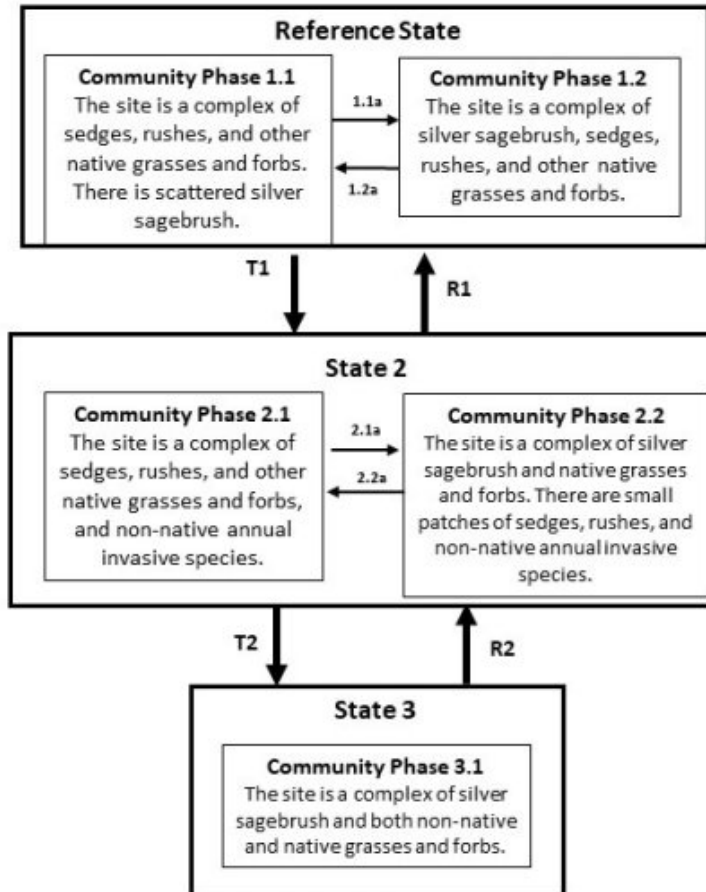 Reference State
Community Phase 1.1
The site is a complex of
sedges, rushes, and other
native grasses and forbs.
There is scattered silver
sagebrush.
1.1a
1.2a
Community Phase 1.2
The site is a complex of
silver sagebrush, sedges,
rushes, and other native
grasses and forbs.
T1
R1
State 2
Community Phase 2.1
The site is a complex of
sedges, rushes, and other
native grasses and forbs,
and non-native annual
invasive species.
2.1a
2.2a
Community Phase 2.2
The site is a complex of silver
sagebrush and native grasses
and forbs. There are small
patches of sedges, rushes, and
non-native annual invasive
species.
T2
R2
State 3
Community Phase 3.1
The site is a complex of silver
sagebrush and both non-native
and native grasses and forbs.